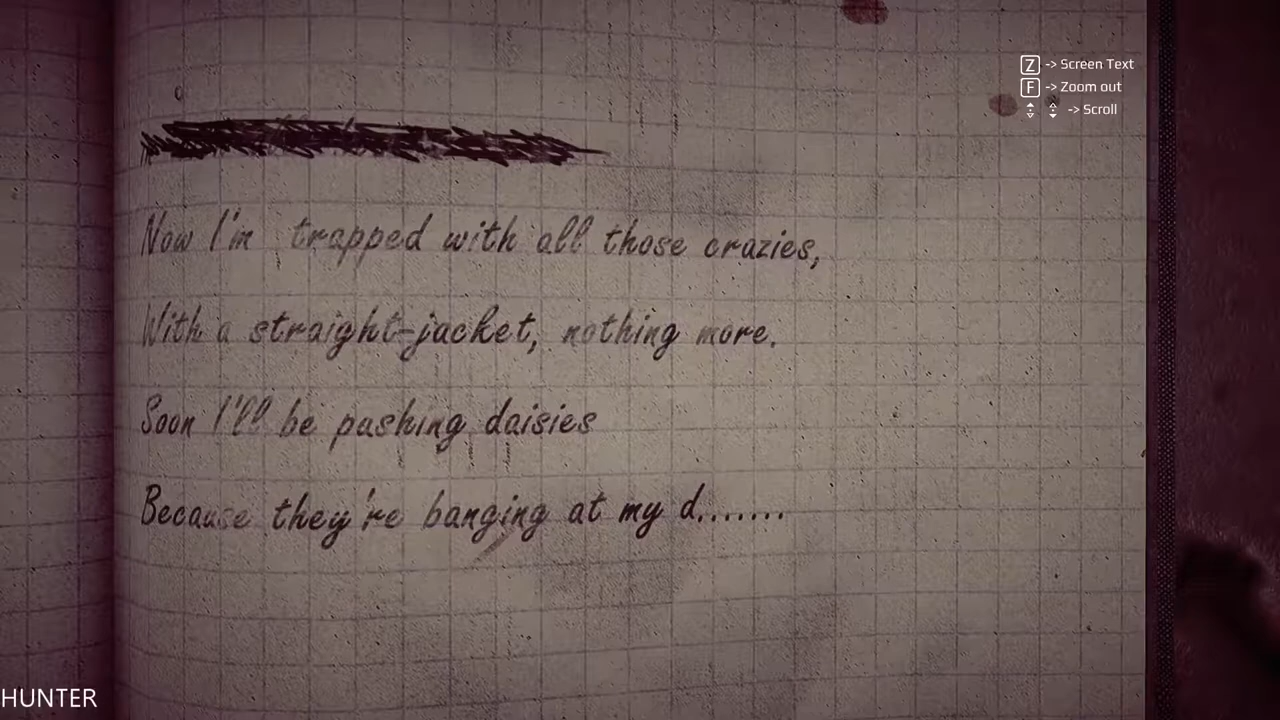 Z -> Screen Text
F -> Zoom out
-> Scroll
Now I'm trapped with all those crazies,
With a straight-jacket, nothing more.
Soon I'll be pushing daisies
Because they're banging at my d.......
HUNTER